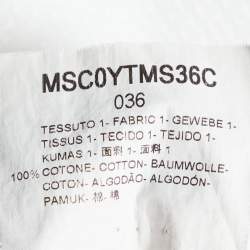 MSC0YTMS36C
036
TESSUTO 1- FABRIC 1- GEWEBE 1-
TISSUS 1- TECIDO 1- TEJIDO 1-
KUMAS 1- 面料 1- 面料 1
100% COTONE- COTTON- BAUMWOLLE-
COTON- ALGODÃO- ALGODÓN-
PAMUK- 棉- 棉